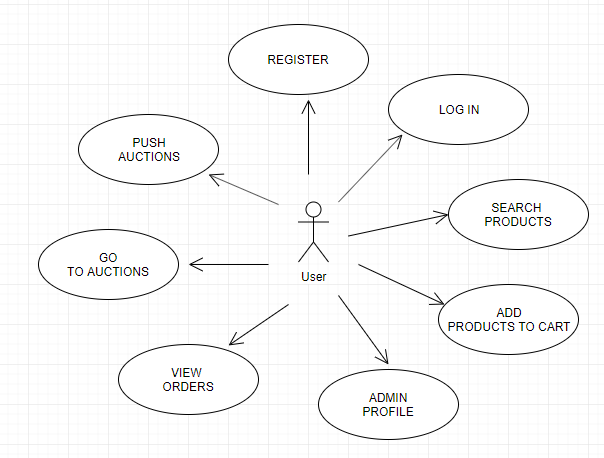 REGISTER
LOG IN
PUSH
AUCTIONS
SEARCH
PRODUCTS
GO
TO AUCTIONS
User
ADD
PRODUCTS TO CART
VIEW
ORDERS
ADMIN
PROFILE